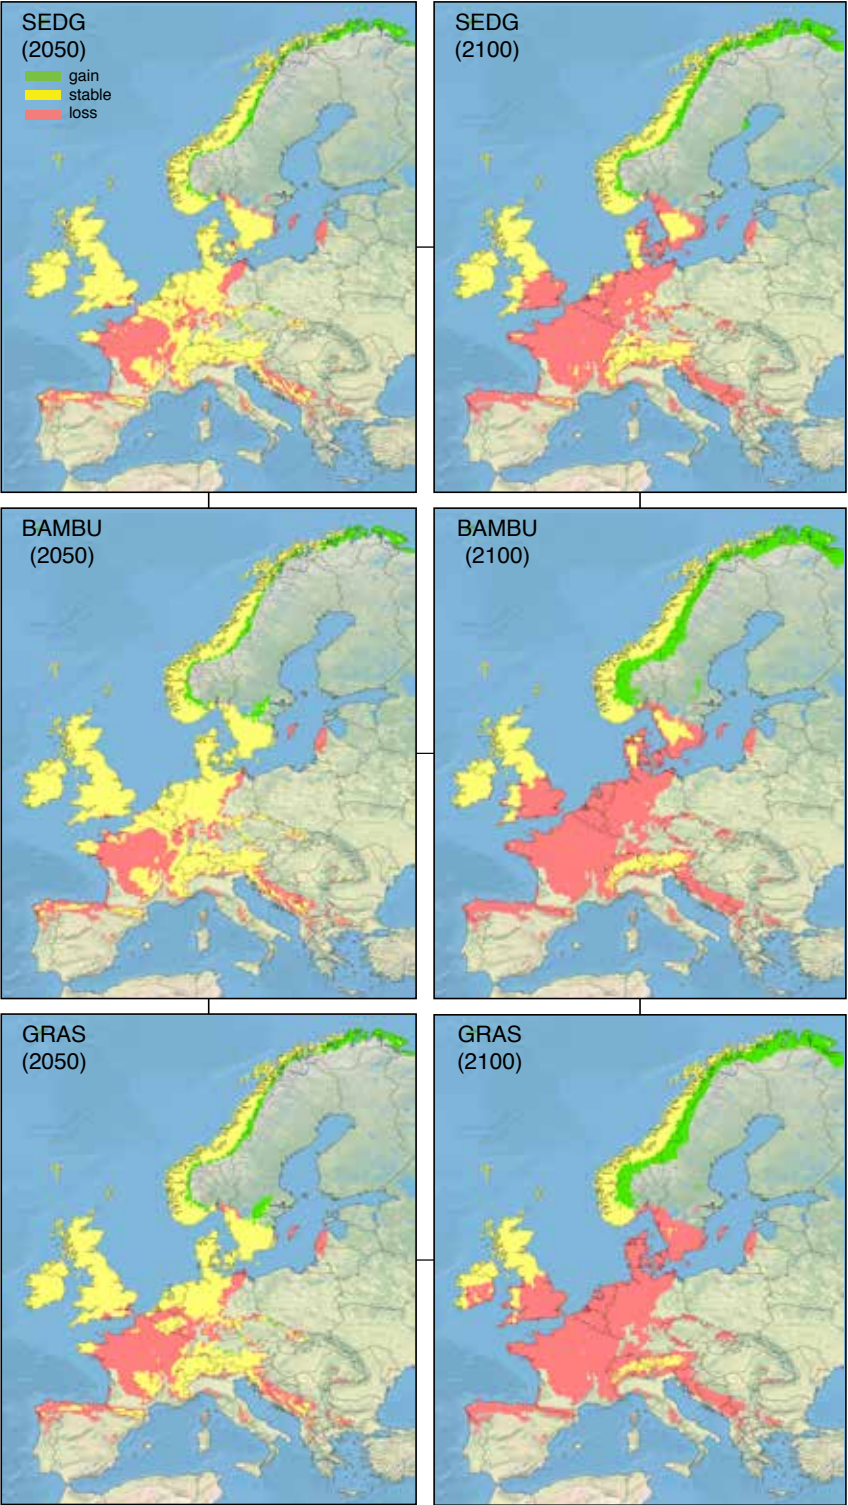 SEDG
(2050)
gain
stable
loss
SEDG
(2100)
BAMBU
(2050)
BAMBU
(2100)
GRAS
(2050)
GRAS
(2100)